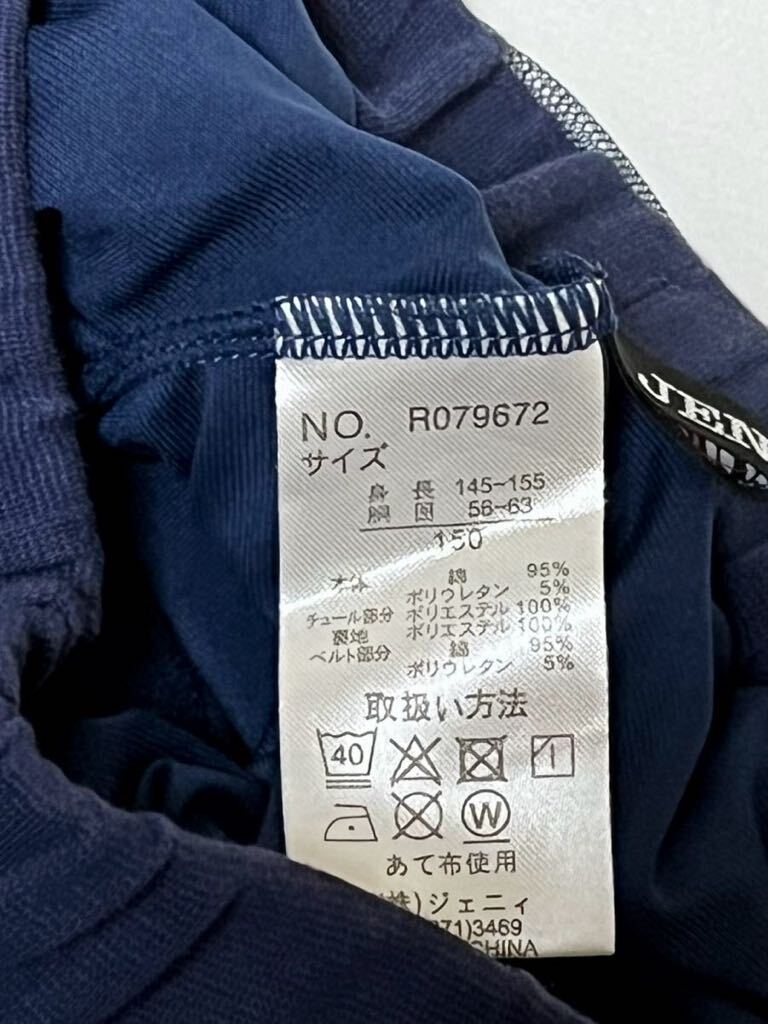 NO. R079672
サイズ
身長 145~155
胴囲 56~63
150
本体 綿 95%
ポリウレタン 5%
チュール部分 ポリエステル 100%
裏地 ポリエステル 100%
ベルト部分 綿 95%
ポリウレタン 5%
取扱い方法
40
W
あて布使用
(株)ジェニィ
71)3469
CHINA
JEN